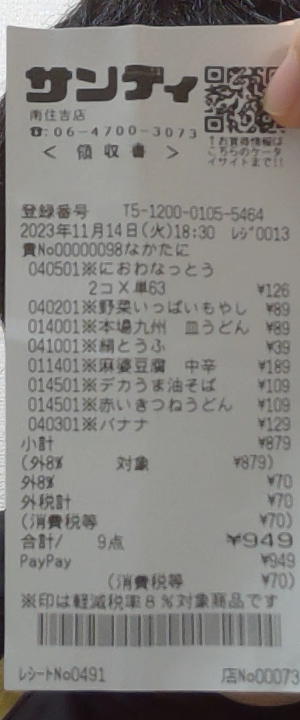 サンディ
南住吉店
☎:06-4700-3073
↑お買得情報は
こちらのケータ
イサイトまで!!
< 領収書 >
登録番号 T5-1200-0105-5464
2023年11月14日(火)18:30 レジ0013
責No00000098なかたに
040501※におわなっとう
2コ×単63 ¥126
040201※野菜いっぱいもやし ¥89
014001※本場九州 皿うどん ¥89
041001※絹とうふ ¥39
011401※麻婆豆腐 中辛 ¥189
014501※デカうま油そば ¥109
014501※赤いきつねうどん ¥109
040301※バナナ ¥129
小計 ¥879
(外8% 対象 ¥879)
外8% ¥70
外税計 ¥70
(消費税等 ¥70)
合計/ 9点 ¥949
PayPay ¥949
(消費税等 ¥70)
※印は軽減税率8%対象商品です
レシートNo0491 店No00073